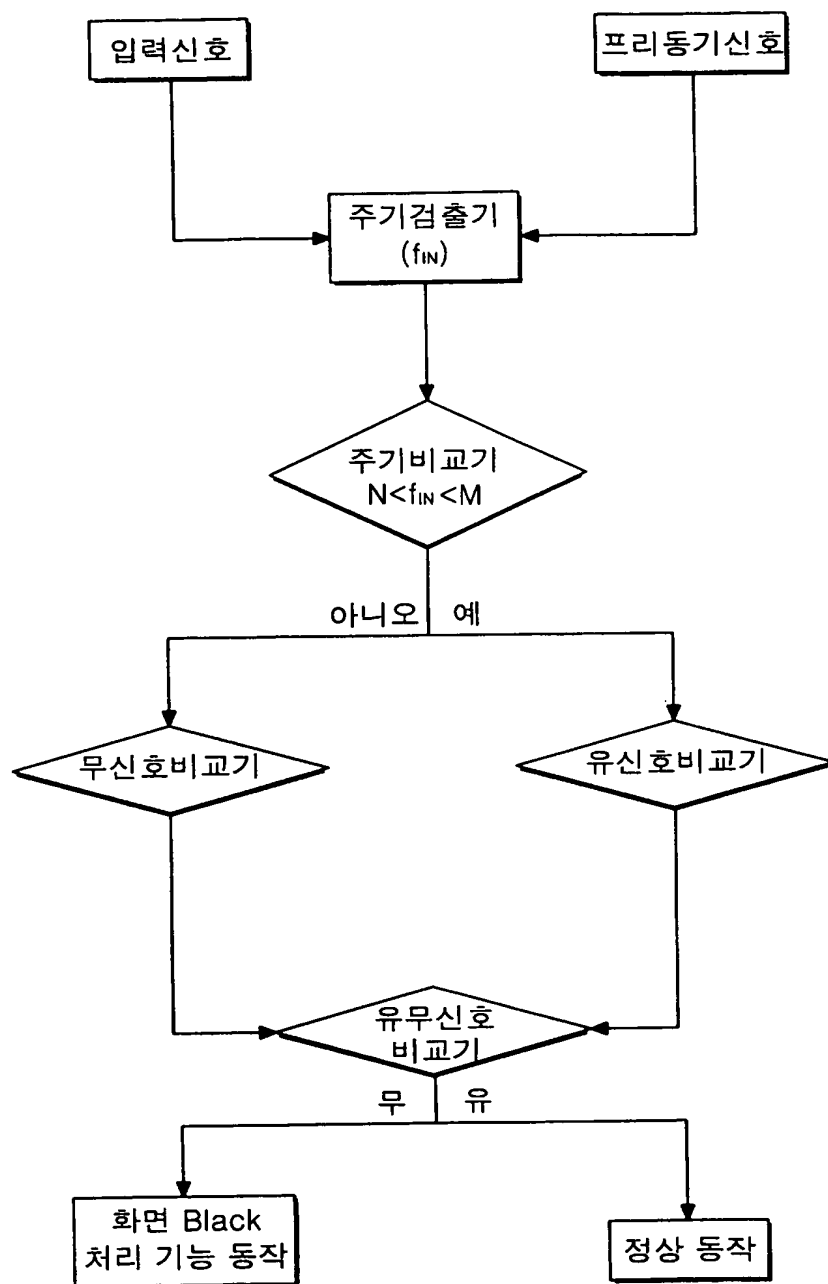 입력신호
프리동기신호
주기검출기
(fIN)
주기비교기
N<fIN<M
아니오
예
무신호비교기
유신호비교기
유무신호
비교기
무
유
화면 Black
처리 기능 동작
정상 동작